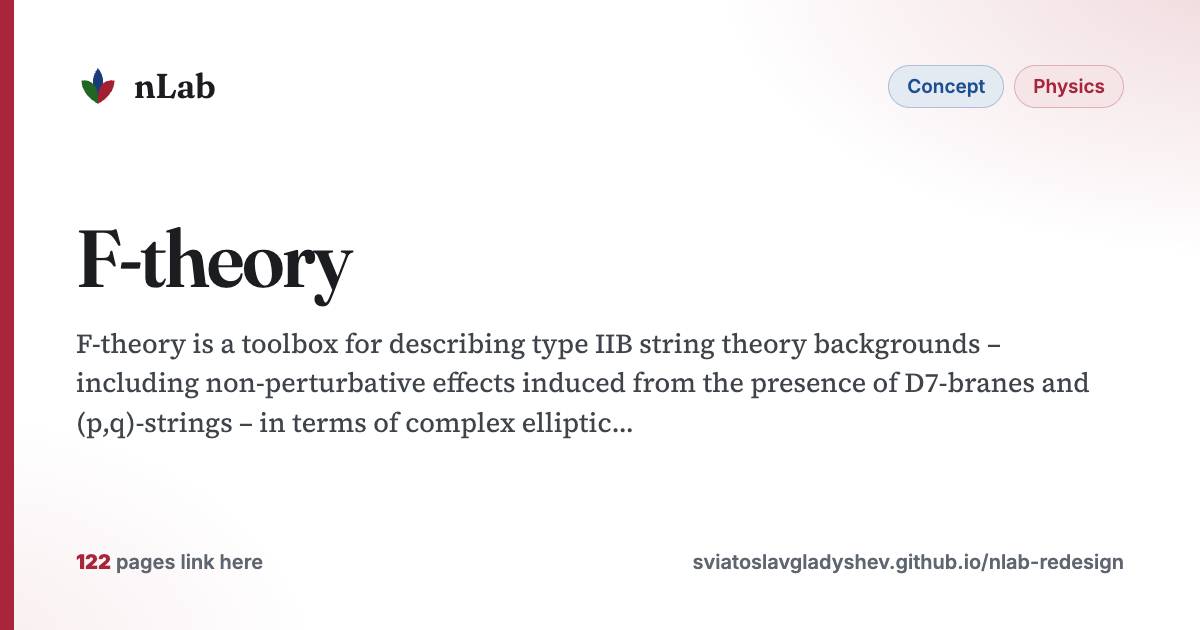 nLab
Concept
Physics
F-theory
F-theory is a toolbox for describing type IIB string theory backgrounds –
including non-perturbative effects induced from the presence of D7-branes and
(p,q)-strings – in terms of complex elliptic...
122 pages link here
sviatoslavgladyshev.github.io/nlab-redesign